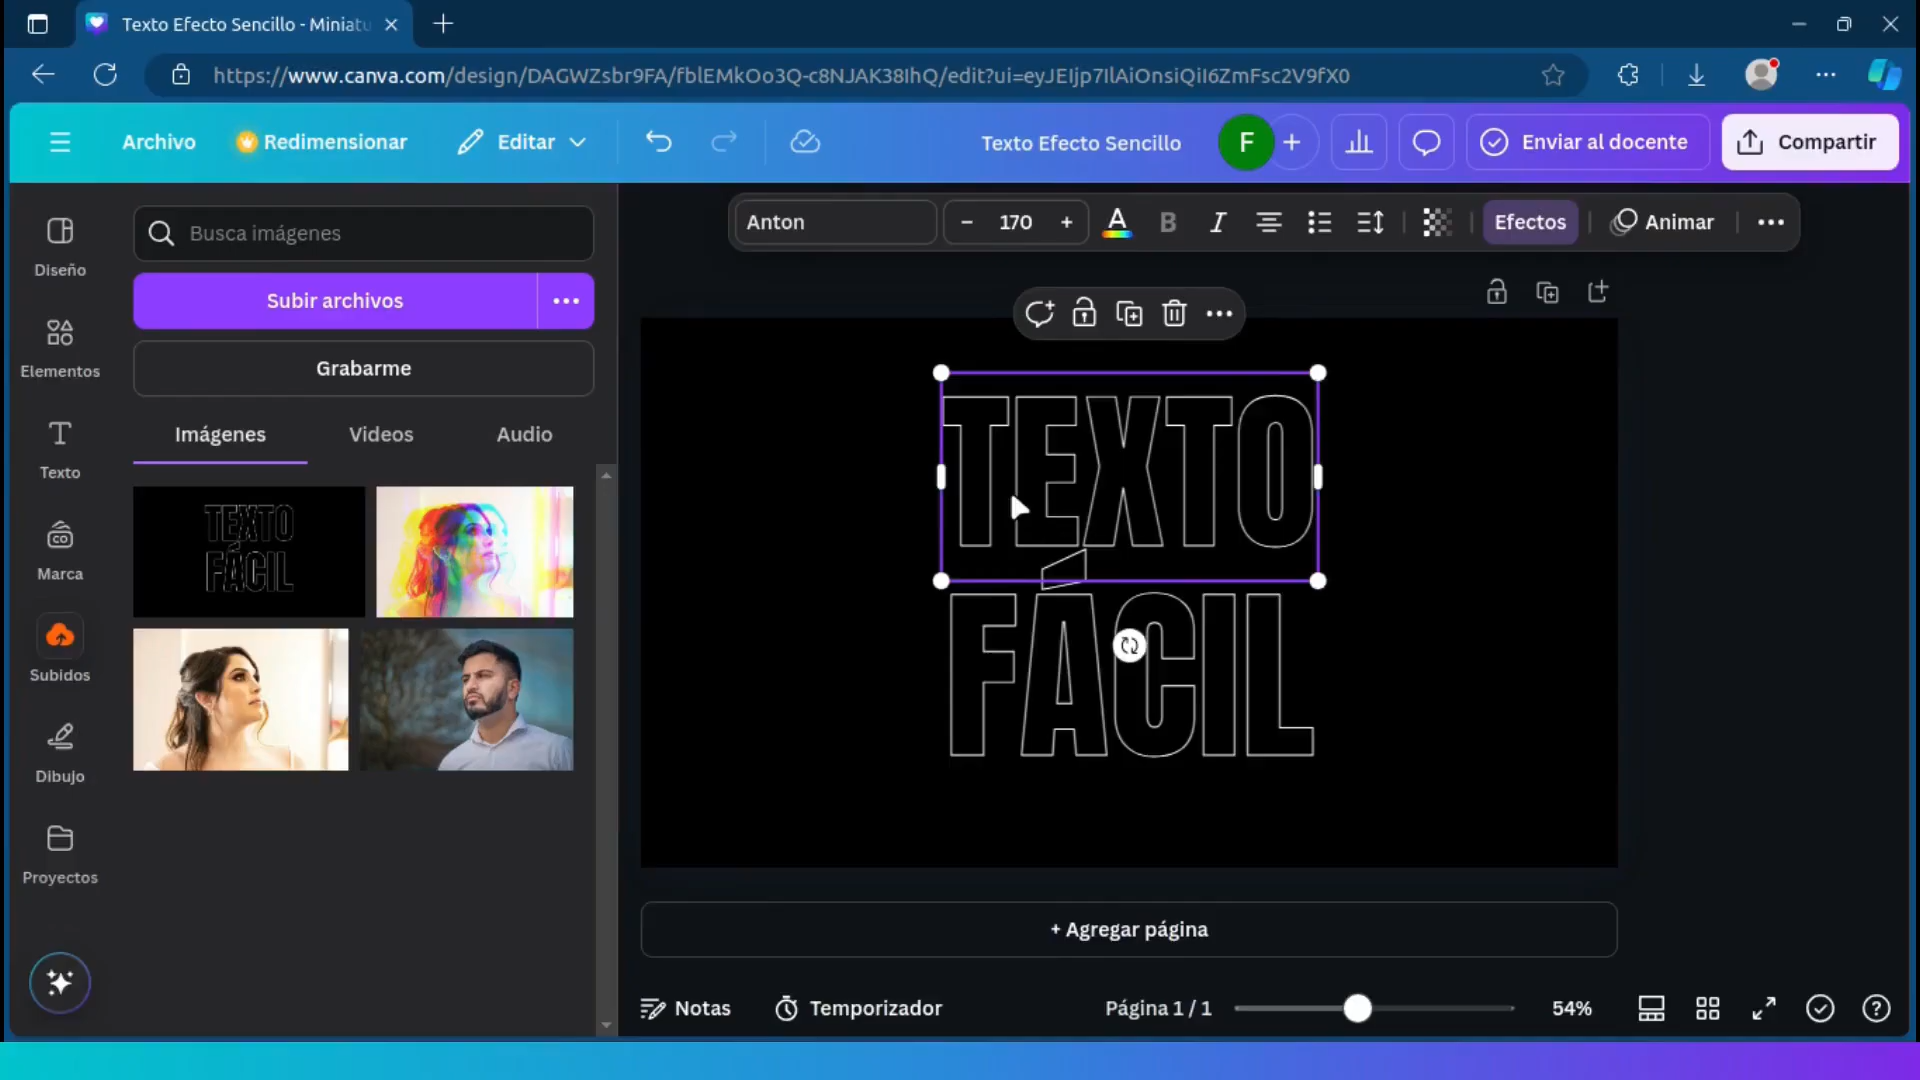 Texto Efecto Sencillo - Miniatu
https://www.canva.com/design/DAGWZsbr9FA/fblEMkOo3Q-c8NJAK38IhQ/edit?ui=eyJEIjp7IlAiOnsiQiI6ZmFsc2V9fX0
Archivo
Redimensionar
Editar
Texto Efecto Sencillo
F
Enviar al docente
Compartir
Anton
170
A
B
I
Efectos
Animar
Busca imágenes
Subir archivos
Grabarme
Imágenes
Videos
Audio
Diseño
Elementos
Texto
CO
Marca
Subidos
Dibujo
Proyectos
TEXTO
FÁCIL
TEXTO
FÁCIL
+ Agregar página
Notas
Temporizador
Página 1 / 1
54%